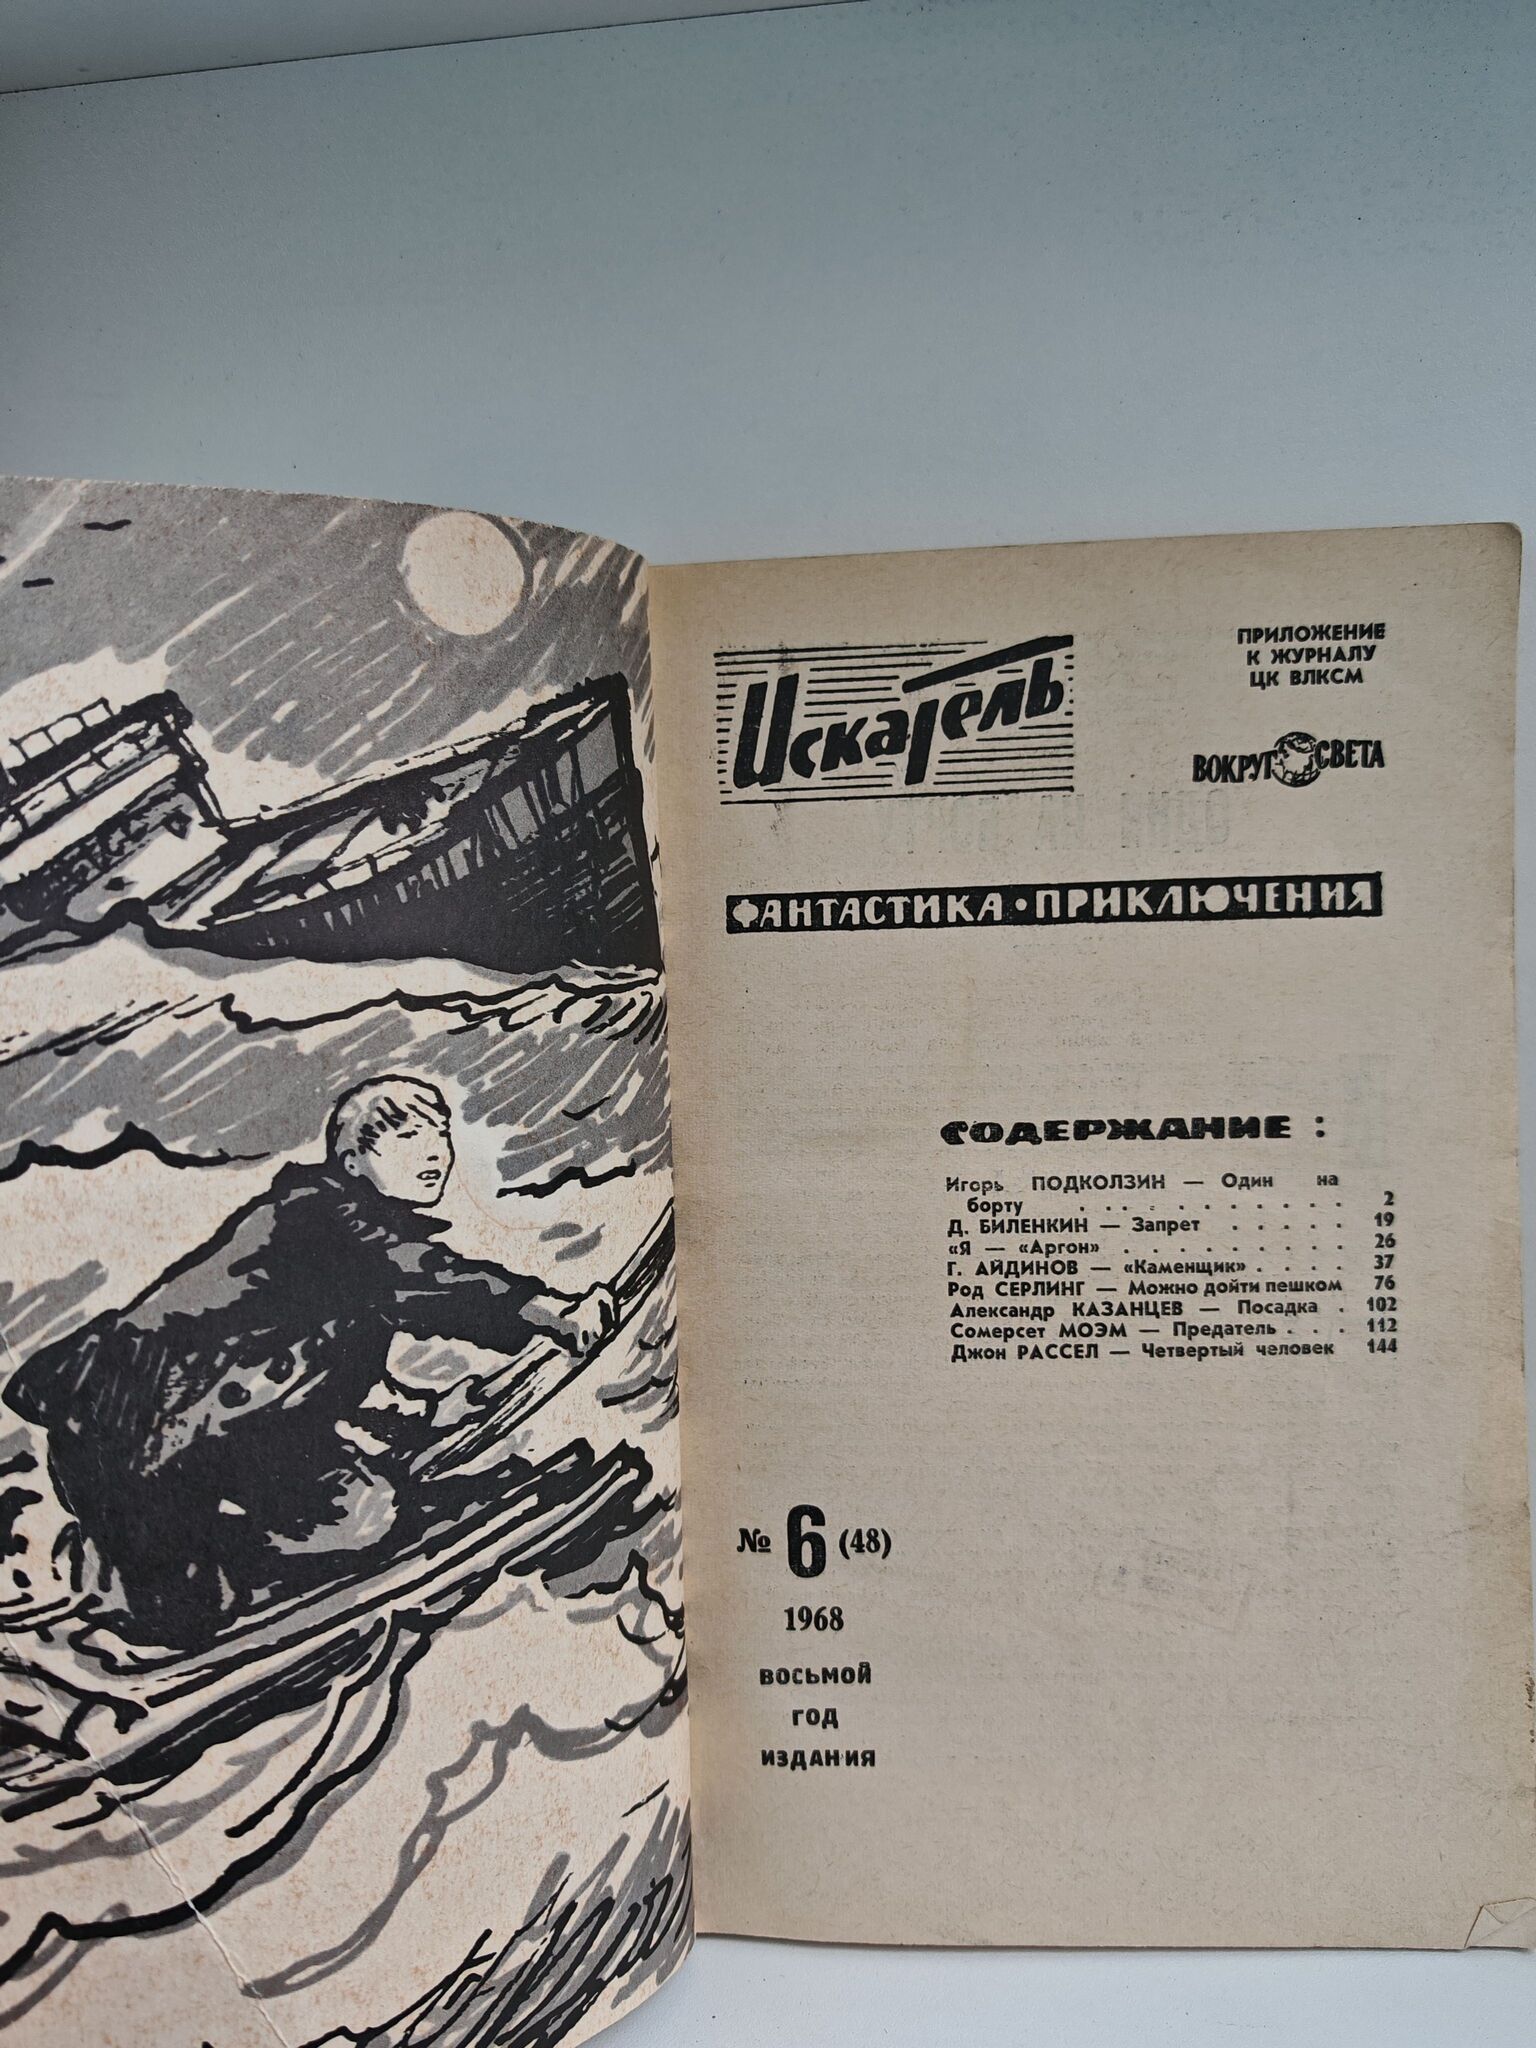 Искатель
ПРИЛОЖЕНИЕ
К ЖУРНАЛУ
ЦК ВЛКСМ
ВОКРУГ СВЕТА
ФАНТАСТИКА • ПРИКЛЮЧЕНИЯ
СОДЕРЖАНИЕ :
Игорь ПОДКОЛЗИН — Один на
борту . . . . . . . . . . . . 2
Д. БИЛЕНКИН — Запрет . . . . . 19
«Я — «Аргон» . . . . . . . . . 26
Г. АЙДИНОВ — «Каменщик» . . . . 37
Род СЕРЛИНГ — Можно дойти пешком 76
Александр КАЗАНЦЕВ — Посадка . 102
Сомерсет МОЭМ — Предатель . . . 112
Джон РАССЕЛ — Четвертый человек 144
№ 6 (48)
1968
ВОСЬМОЙ
ГОД
ИЗДАНИЯ